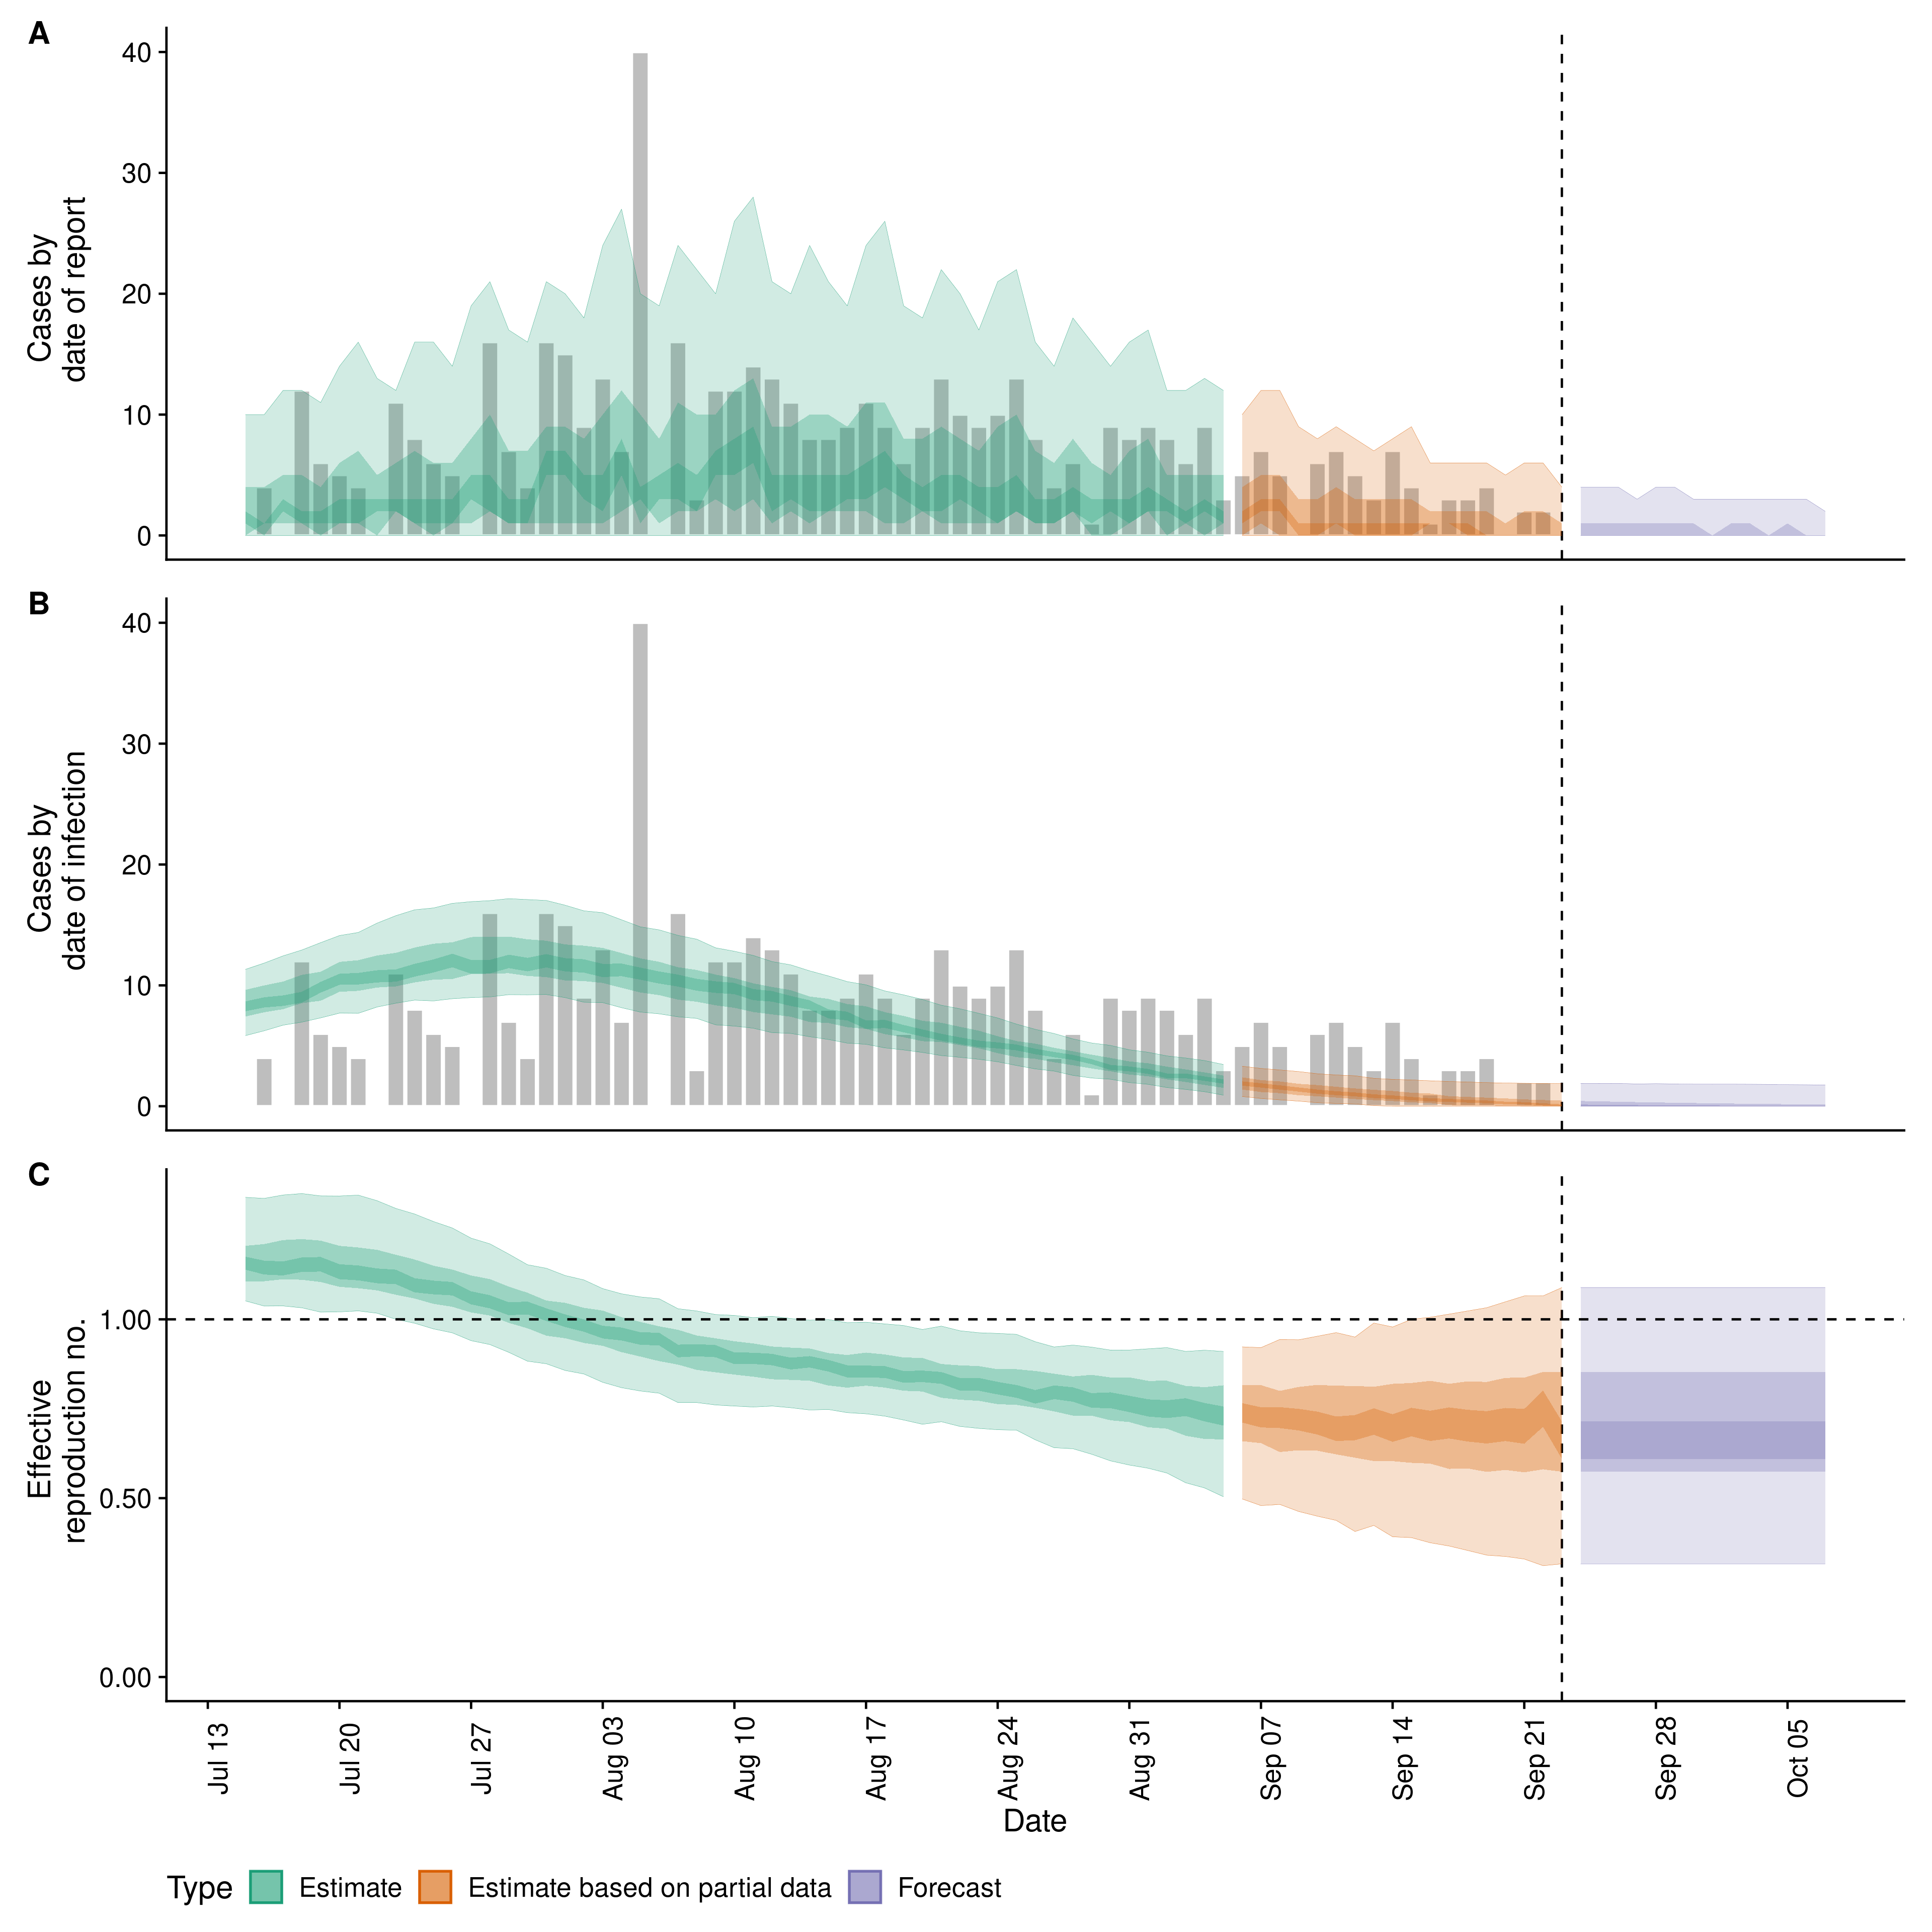 A
40
30
20
10
0
Cases by
date of report
B
40
30
20
10
0
Cases by
date of infection
C
1.00
0.50
0.00
Effective
reproduction no.
Jul 13
Jul 20
Jul 27
Aug 03
Aug 10
Aug 17
Aug 24
Aug 31
Sep 07
Sep 14
Sep 21
Sep 28
Oct 05
Date
Type Estimate Estimate based on partial data Forecast